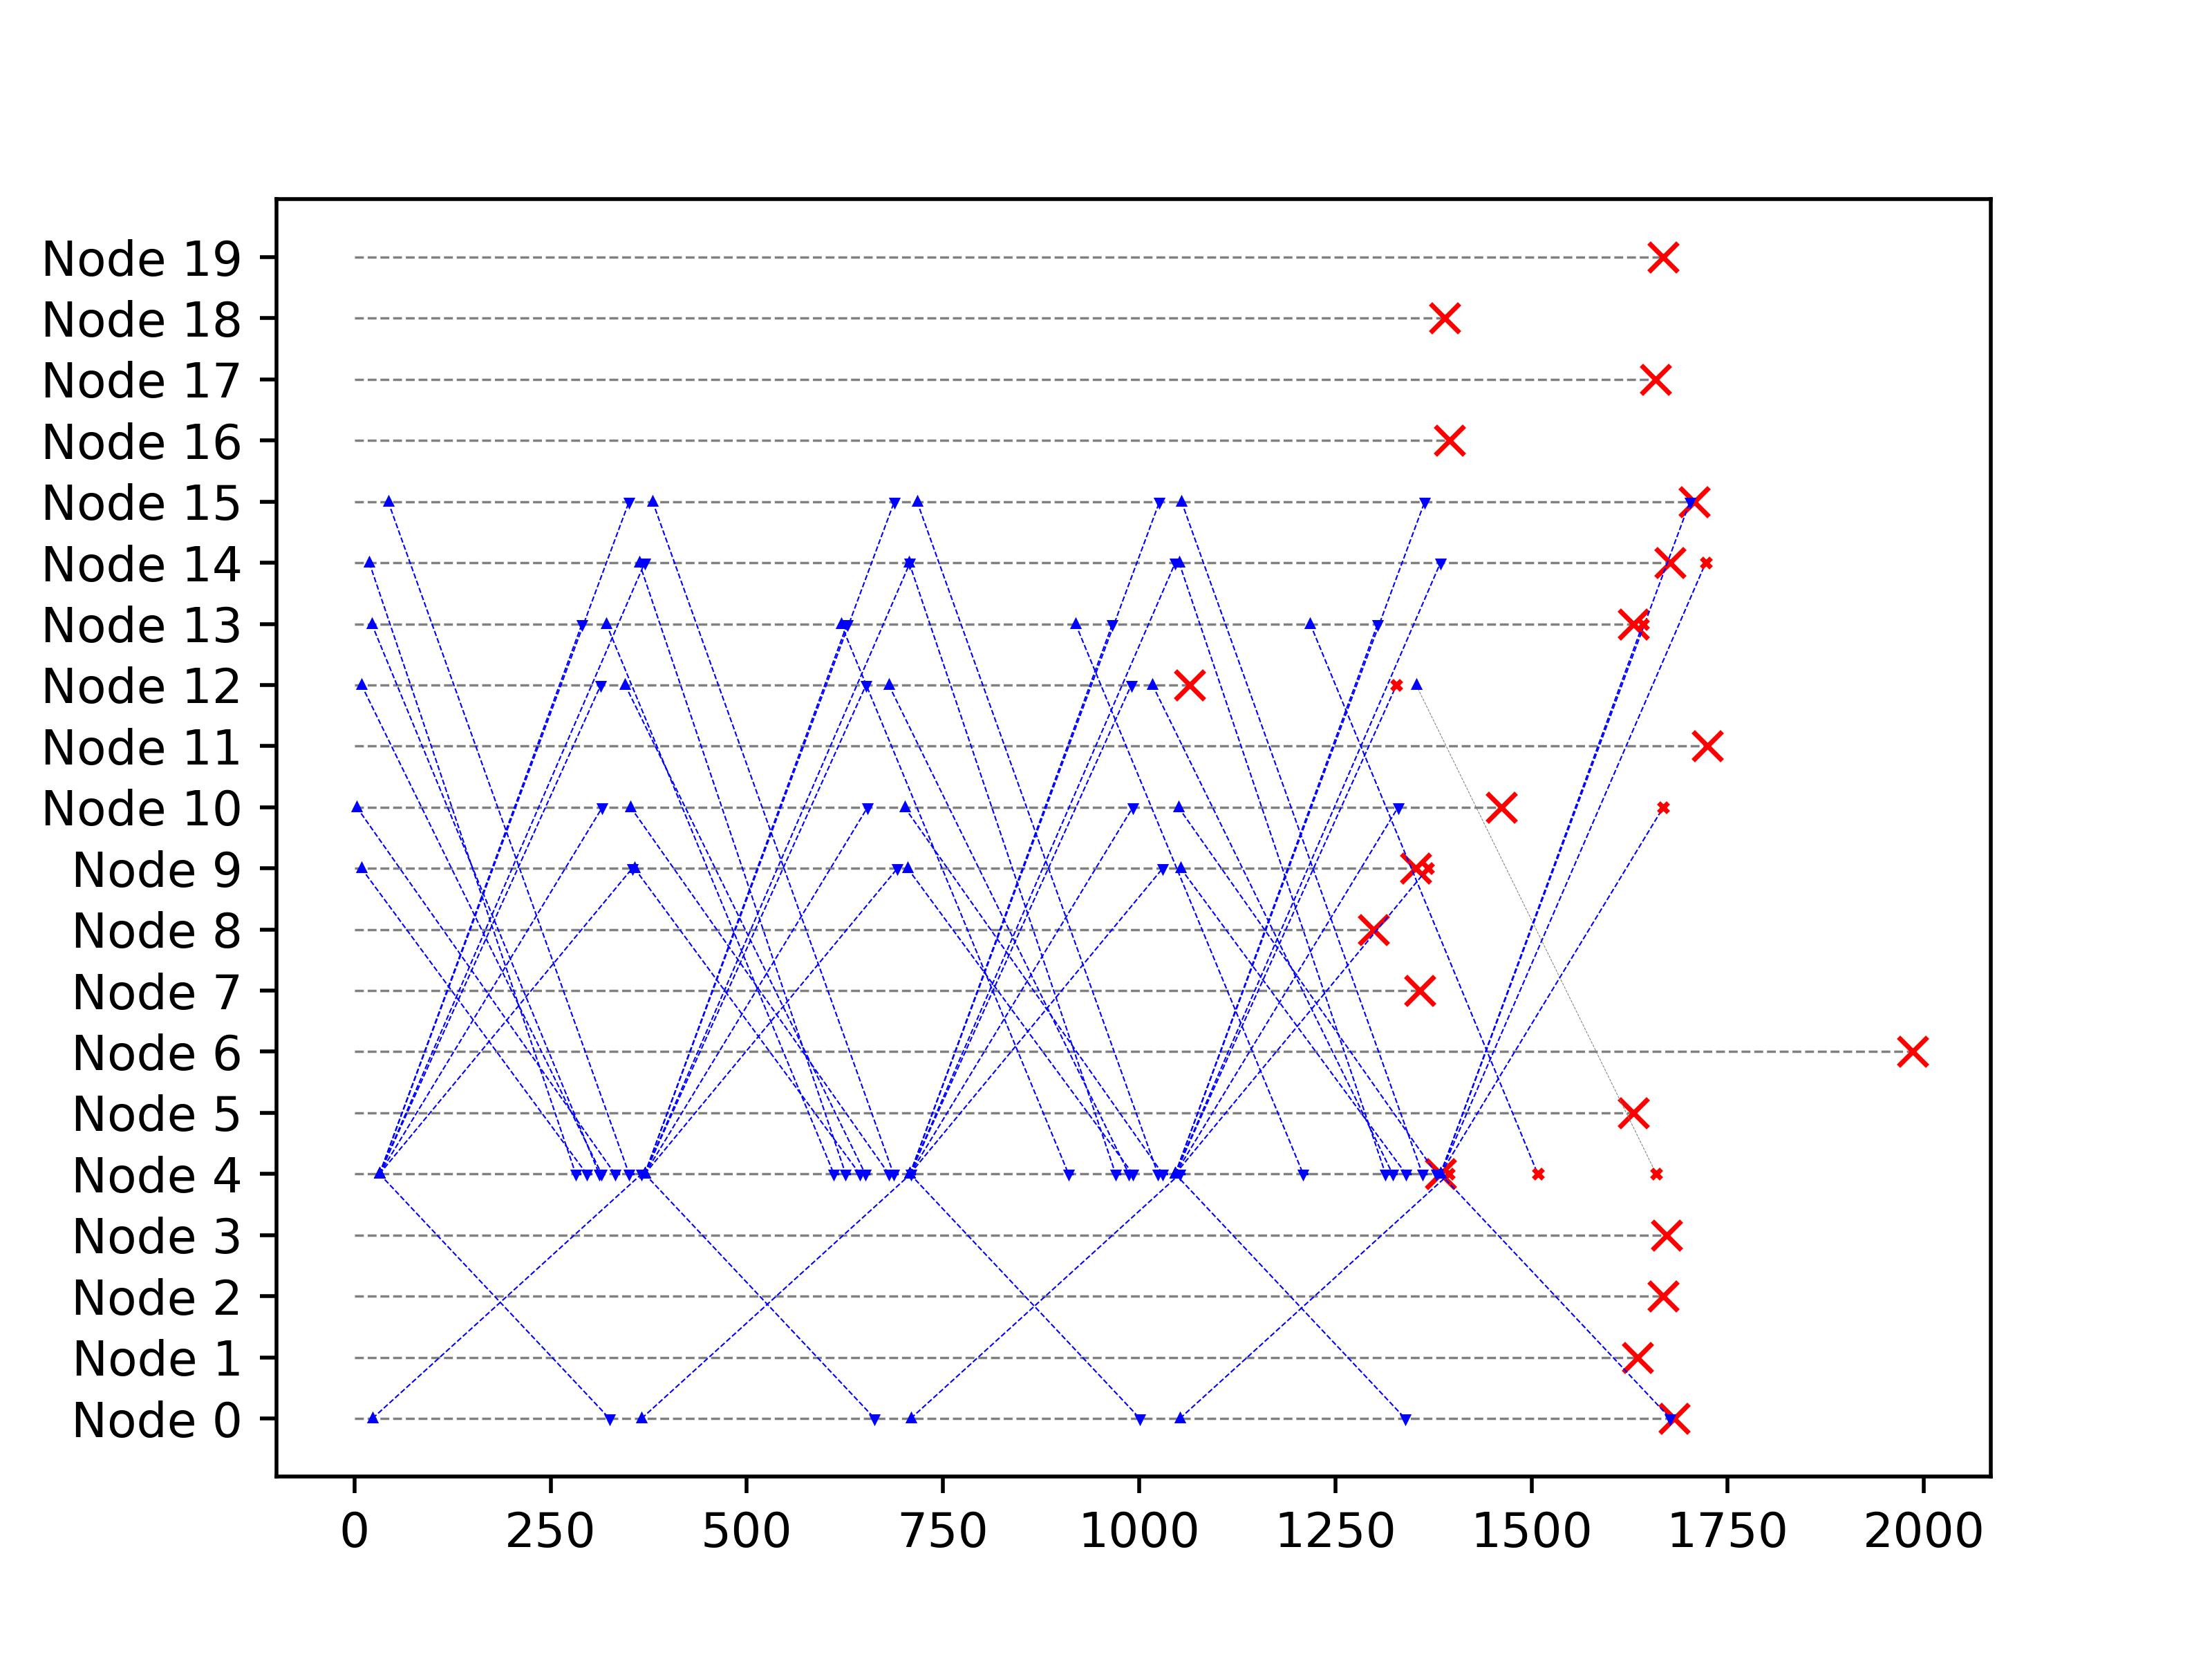 Node 19
Node 18
Node 17
Node 16
Node 15
Node 14
Node 13
Node 12
Node 11
Node 10
Node 9
Node 8
Node 7
Node 6
Node 5
Node 4
Node 3
Node 2
Node 1
Node 0
0 250 500 750 1000 1250 1500 1750 2000